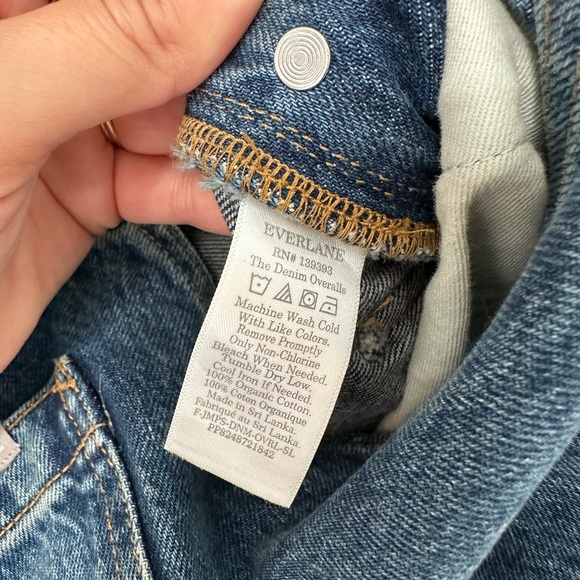 EVERLANE
RN# 139393
The Denim Overalls
Machine Wash Cold
With Like Colors.
Remove Promptly
Only Non-Chlorine
Bleach When Needed.
Tumble Dry Low.
Cool Iron if Needed.
100% Organic Cotton.
100% Coton Organique
Made in Sri Lanka.
Fabriqué au Sri Lanka.
F-JMPS-DNM-OVRL-SL
PP8248721842